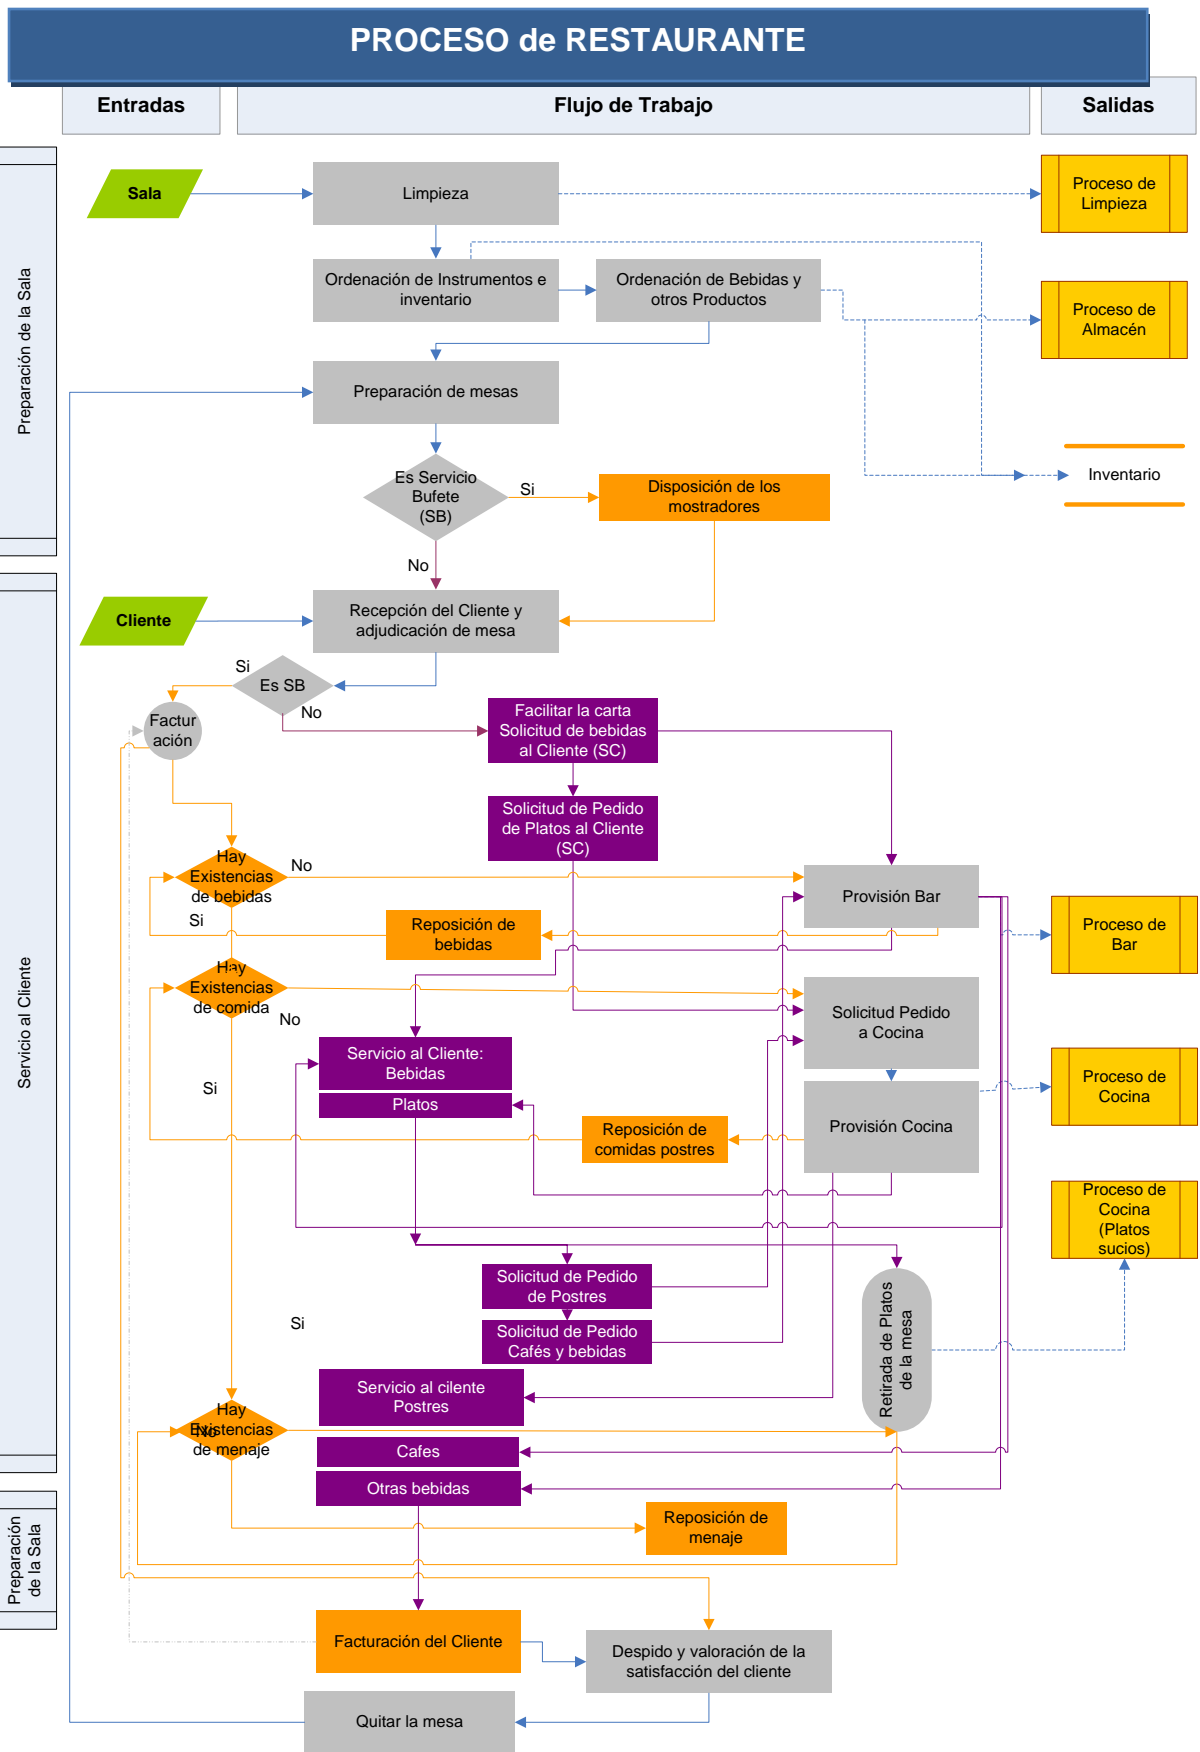 PROCESO de RESTAURANTE
Entradas
Flujo de Trabajo
Salidas
Preparación de la Sala
Sala
Limpieza
Proceso de
Limpieza
Ordenación de Instrumentos e
inventario
Ordenación de Bebidas y
otros Productos
Proceso de
Almacén
Preparación de mesas
Es Servicio
Bufete
(SB)
Si
Disposición de los
mostradores
Inventario
No
Servicio al Cliente
Cliente
Recepción del Cliente y
adjudicación de mesa
Si
Es SB
No
Factur
ación
Facilitar la carta
Solicitud de bebidas
al Cliente (SC)
Solicitud de Pedido
de Platos al Cliente
(SC)
Hay
Existencias
de bebidas
No
Provisión Bar
Si
Reposición de
bebidas
Proceso de
Bar
Hay
Existencias
de comida
No
Solicitud Pedido
a Cocina
Servicio al Cliente:
Bebidas
Si
Platos
Proceso de
Cocina
Reposición de
comidas postres
Provisión Cocina
Proceso de
Cocina
(Platos
sucios)
Solicitud de Pedido
de Postres
Si
Solicitud de Pedido
Cafés y bebidas
Retirada de Platos
de la mesa
Servicio al cilente
Postres
Hay
Existencias
de menaje
No
Cafes
Otras bebidas
Preparación
de la Sala
Reposición de
menaje
Facturación del Cliente
Despido y valoración de la
satisfacción del cliente
Quitar la mesa